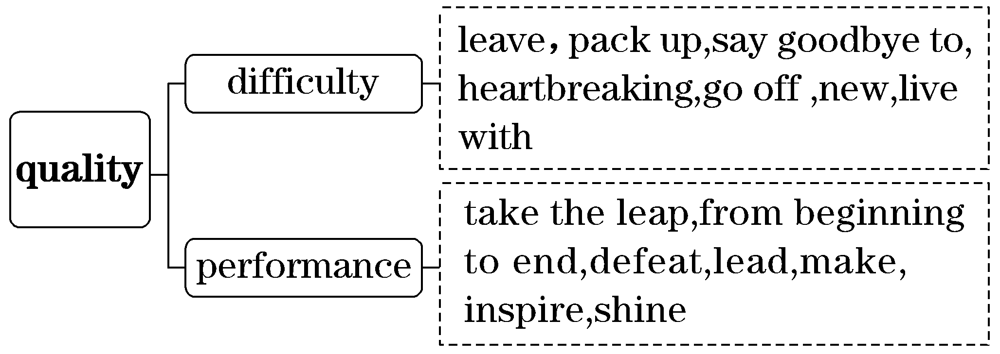 quality
difficulty
leave, pack up,say goodbye to,
heartbreaking,go off ,new,live
with
performance
take the leap,from beginning
to end,defeat,lead,make,
inspire,shine